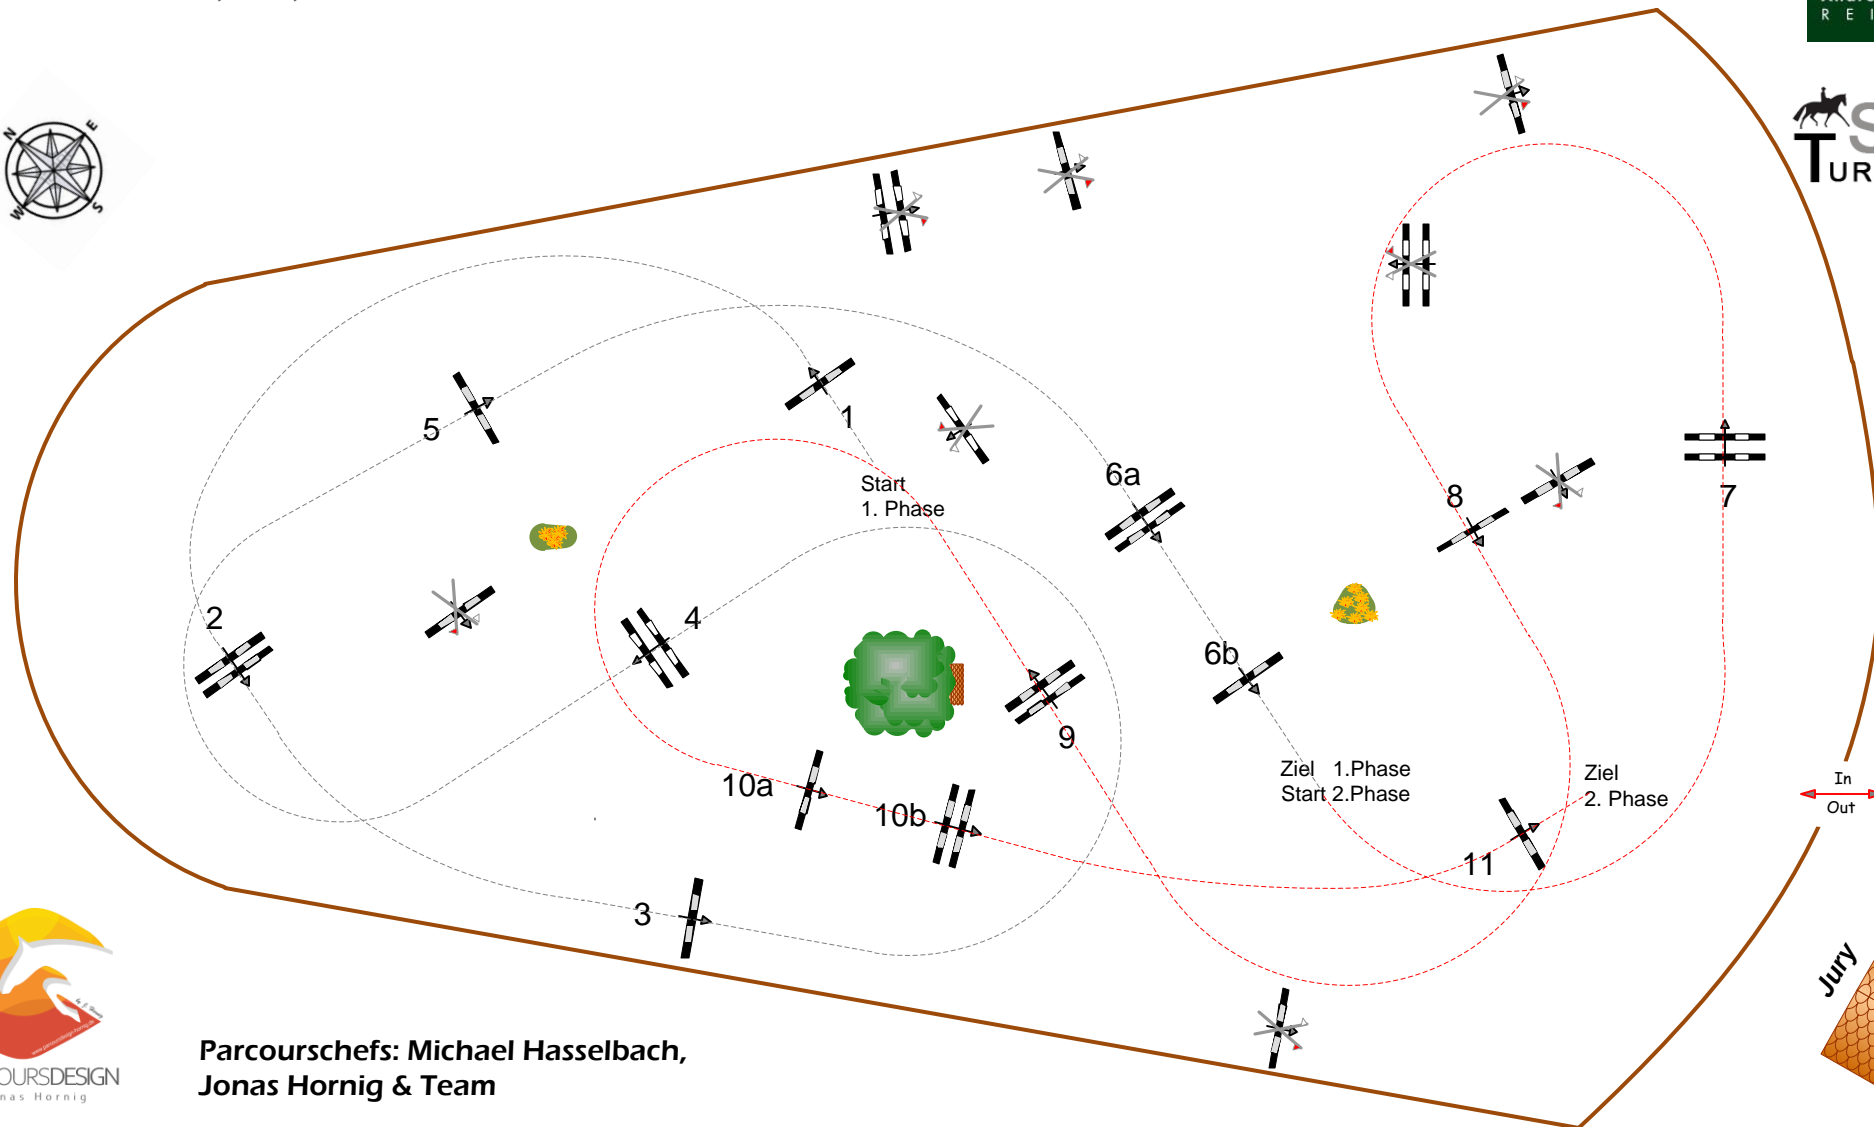 R E I
N
E
W
S
S
TUR
5
1
Start
1. Phase
6a
8
7
2
4
6b
9
10a
10b
Ziel 1.Phase
Start 2.Phase
Ziel
2. Phase
In
Out
11
3
Jury
OURSDESIGN
nas Hornig
Parcourschefs: Michael Hasselbach,
Jonas Hornig & Team